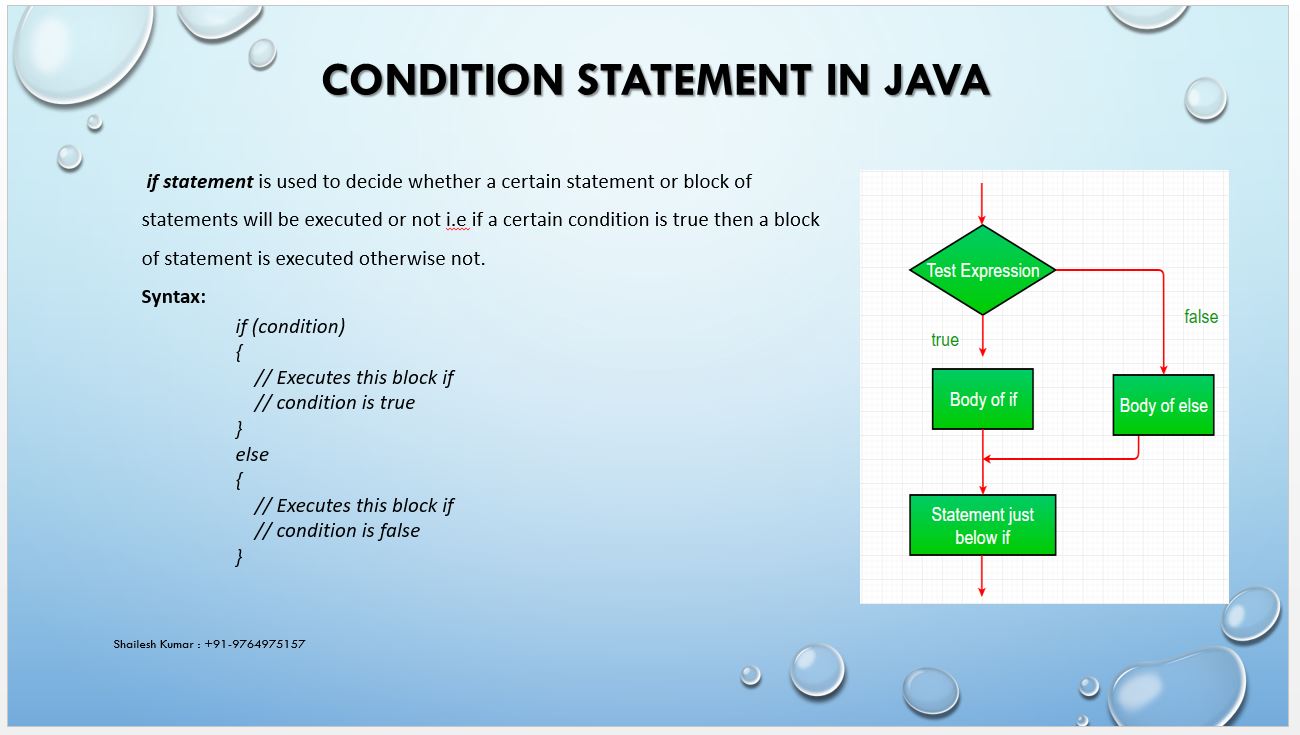 CONDITION STATEMENT IN JAVA
if statement is used to decide whether a certain statement or block of
statements will be executed or not i.e if a certain condition is true then a block
of statement is executed otherwise not.
Syntax:
if (condition)
{
// Executes this block if
// condition is true
}
else
{
// Executes this block if
// condition is false
}
Test Expression
false
true
Body of if
Body of else
Statement just
below if
Shailesh Kumar : +91-9764975157